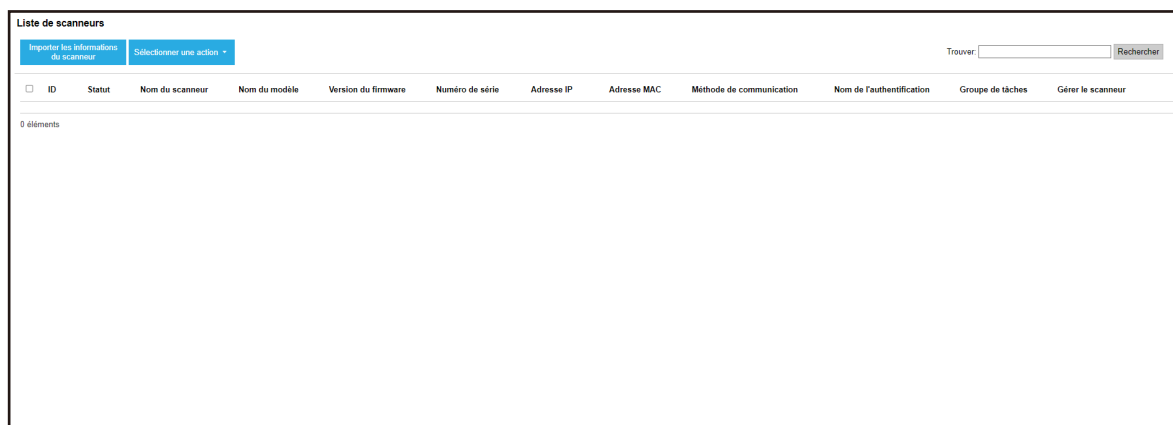 Liste de scanneurs
Importer les informations
du scanneur
Sélectionner une action
Trouver:
Rechercher
ID Statut Nom du scanneur Nom du modèle Version du firmware Numéro de série Adresse IP Adresse MAC Méthode de communication Nom de l'authentification Groupe de tâches Gérer le scanneur
0 éléments